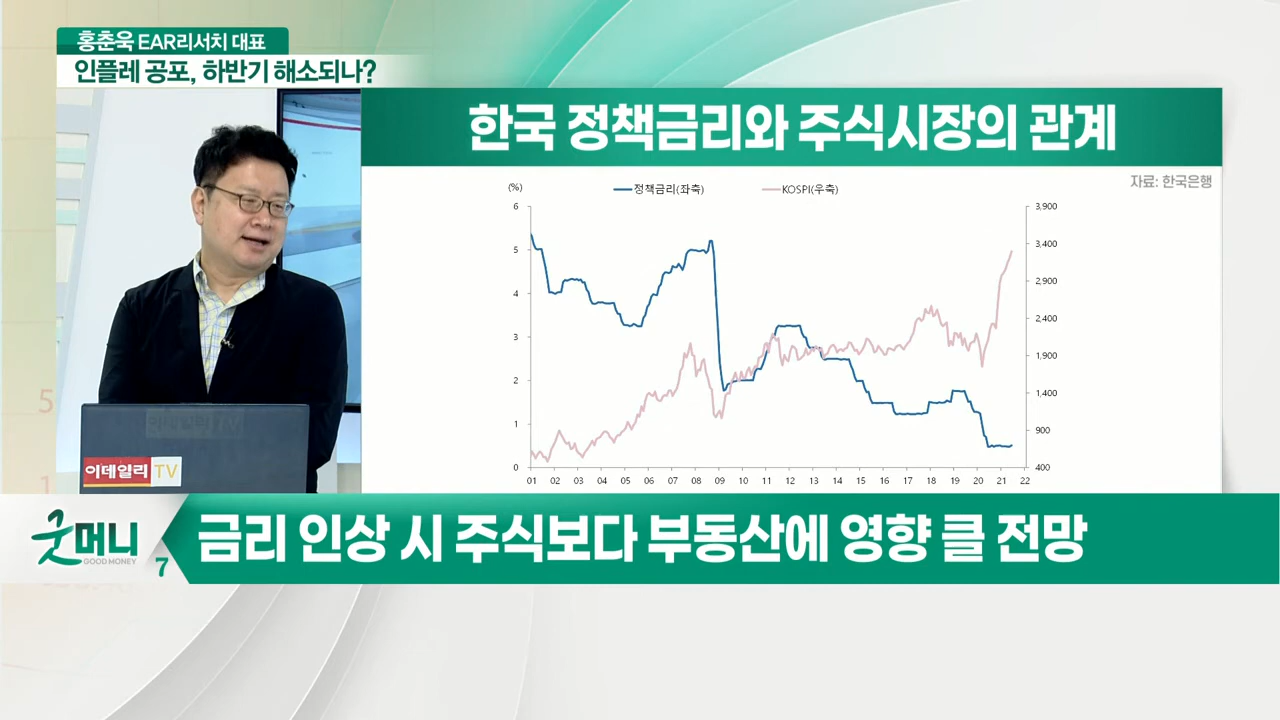 홍춘욱 EAR리서치 대표
인플레 공포, 하반기 해소되나?
한국 정책금리와 주식시장의 관계
자료: 한국은행
(%)
정책금리(좌축)
KOSPI(우축)
6
5
4
3
2
1
0
3,900
3,400
2,900
2,400
1,900
1,400
900
400
01 02 03 04 05 06 07 08 09 10 12 13 14 15 16 17 18 19 20 21 22
이데일리 TV
5
1
굿머니
GOOD MONEY
7
금리 인상 시 주식보다 부동산에 영향 클 전망